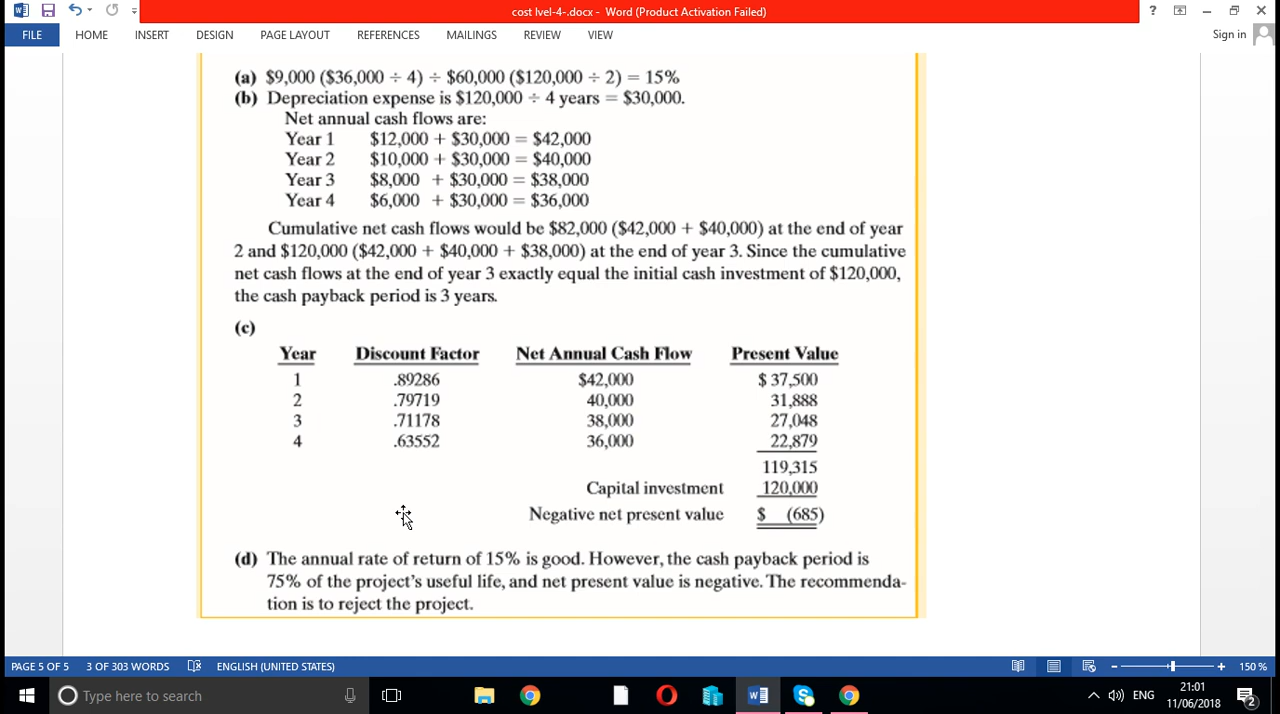 cost lvel-4-.docx - Word (Product Activation Failed)
FILE HOME INSERT DESIGN PAGE LAYOUT REFERENCES MAILINGS REVIEW VIEW Sign in
(a) $9,000 ($36,000 ÷ 4) ÷ $60,000 ($120,000 ÷ 2) = 15%
(b) Depreciation expense is $120,000 ÷ 4 years = $30,000.
Net annual cash flows are:
Year 1 $12,000 + $30,000 = $42,000
Year 2 $10,000 + $30,000 = $40,000
Year 3 $8,000 + $30,000 = $38,000
Year 4 $6,000 + $30,000 = $36,000
Cumulative net cash flows would be $82,000 ($42,000 + $40,000) at the end of year
2 and $120,000 ($42,000 + $40,000 + $38,000) at the end of year 3. Since the cumulative
net cash flows at the end of year 3 exactly equal the initial cash investment of $120,000,
the cash payback period is 3 years.
(c)
Year Discount Factor Net Annual Cash Flow Present Value
1 .89286 $42,000 $ 37,500
2 .79719 40,000 31,888
3 .71178 38,000 27,048
4 .63552 36,000 22,879
119,315
Capital investment 120,000
Negative net present value $ (685)
(d) The annual rate of return of 15% is good. However, the cash payback period is
75% of the project's useful life, and net present value is negative. The recommenda-
tion is to reject the project.
PAGE 5 OF 5 3 OF 303 WORDS ENGLISH (UNITED STATES) 150 %
Type here to search ENG 21:01
11/06/2018 2